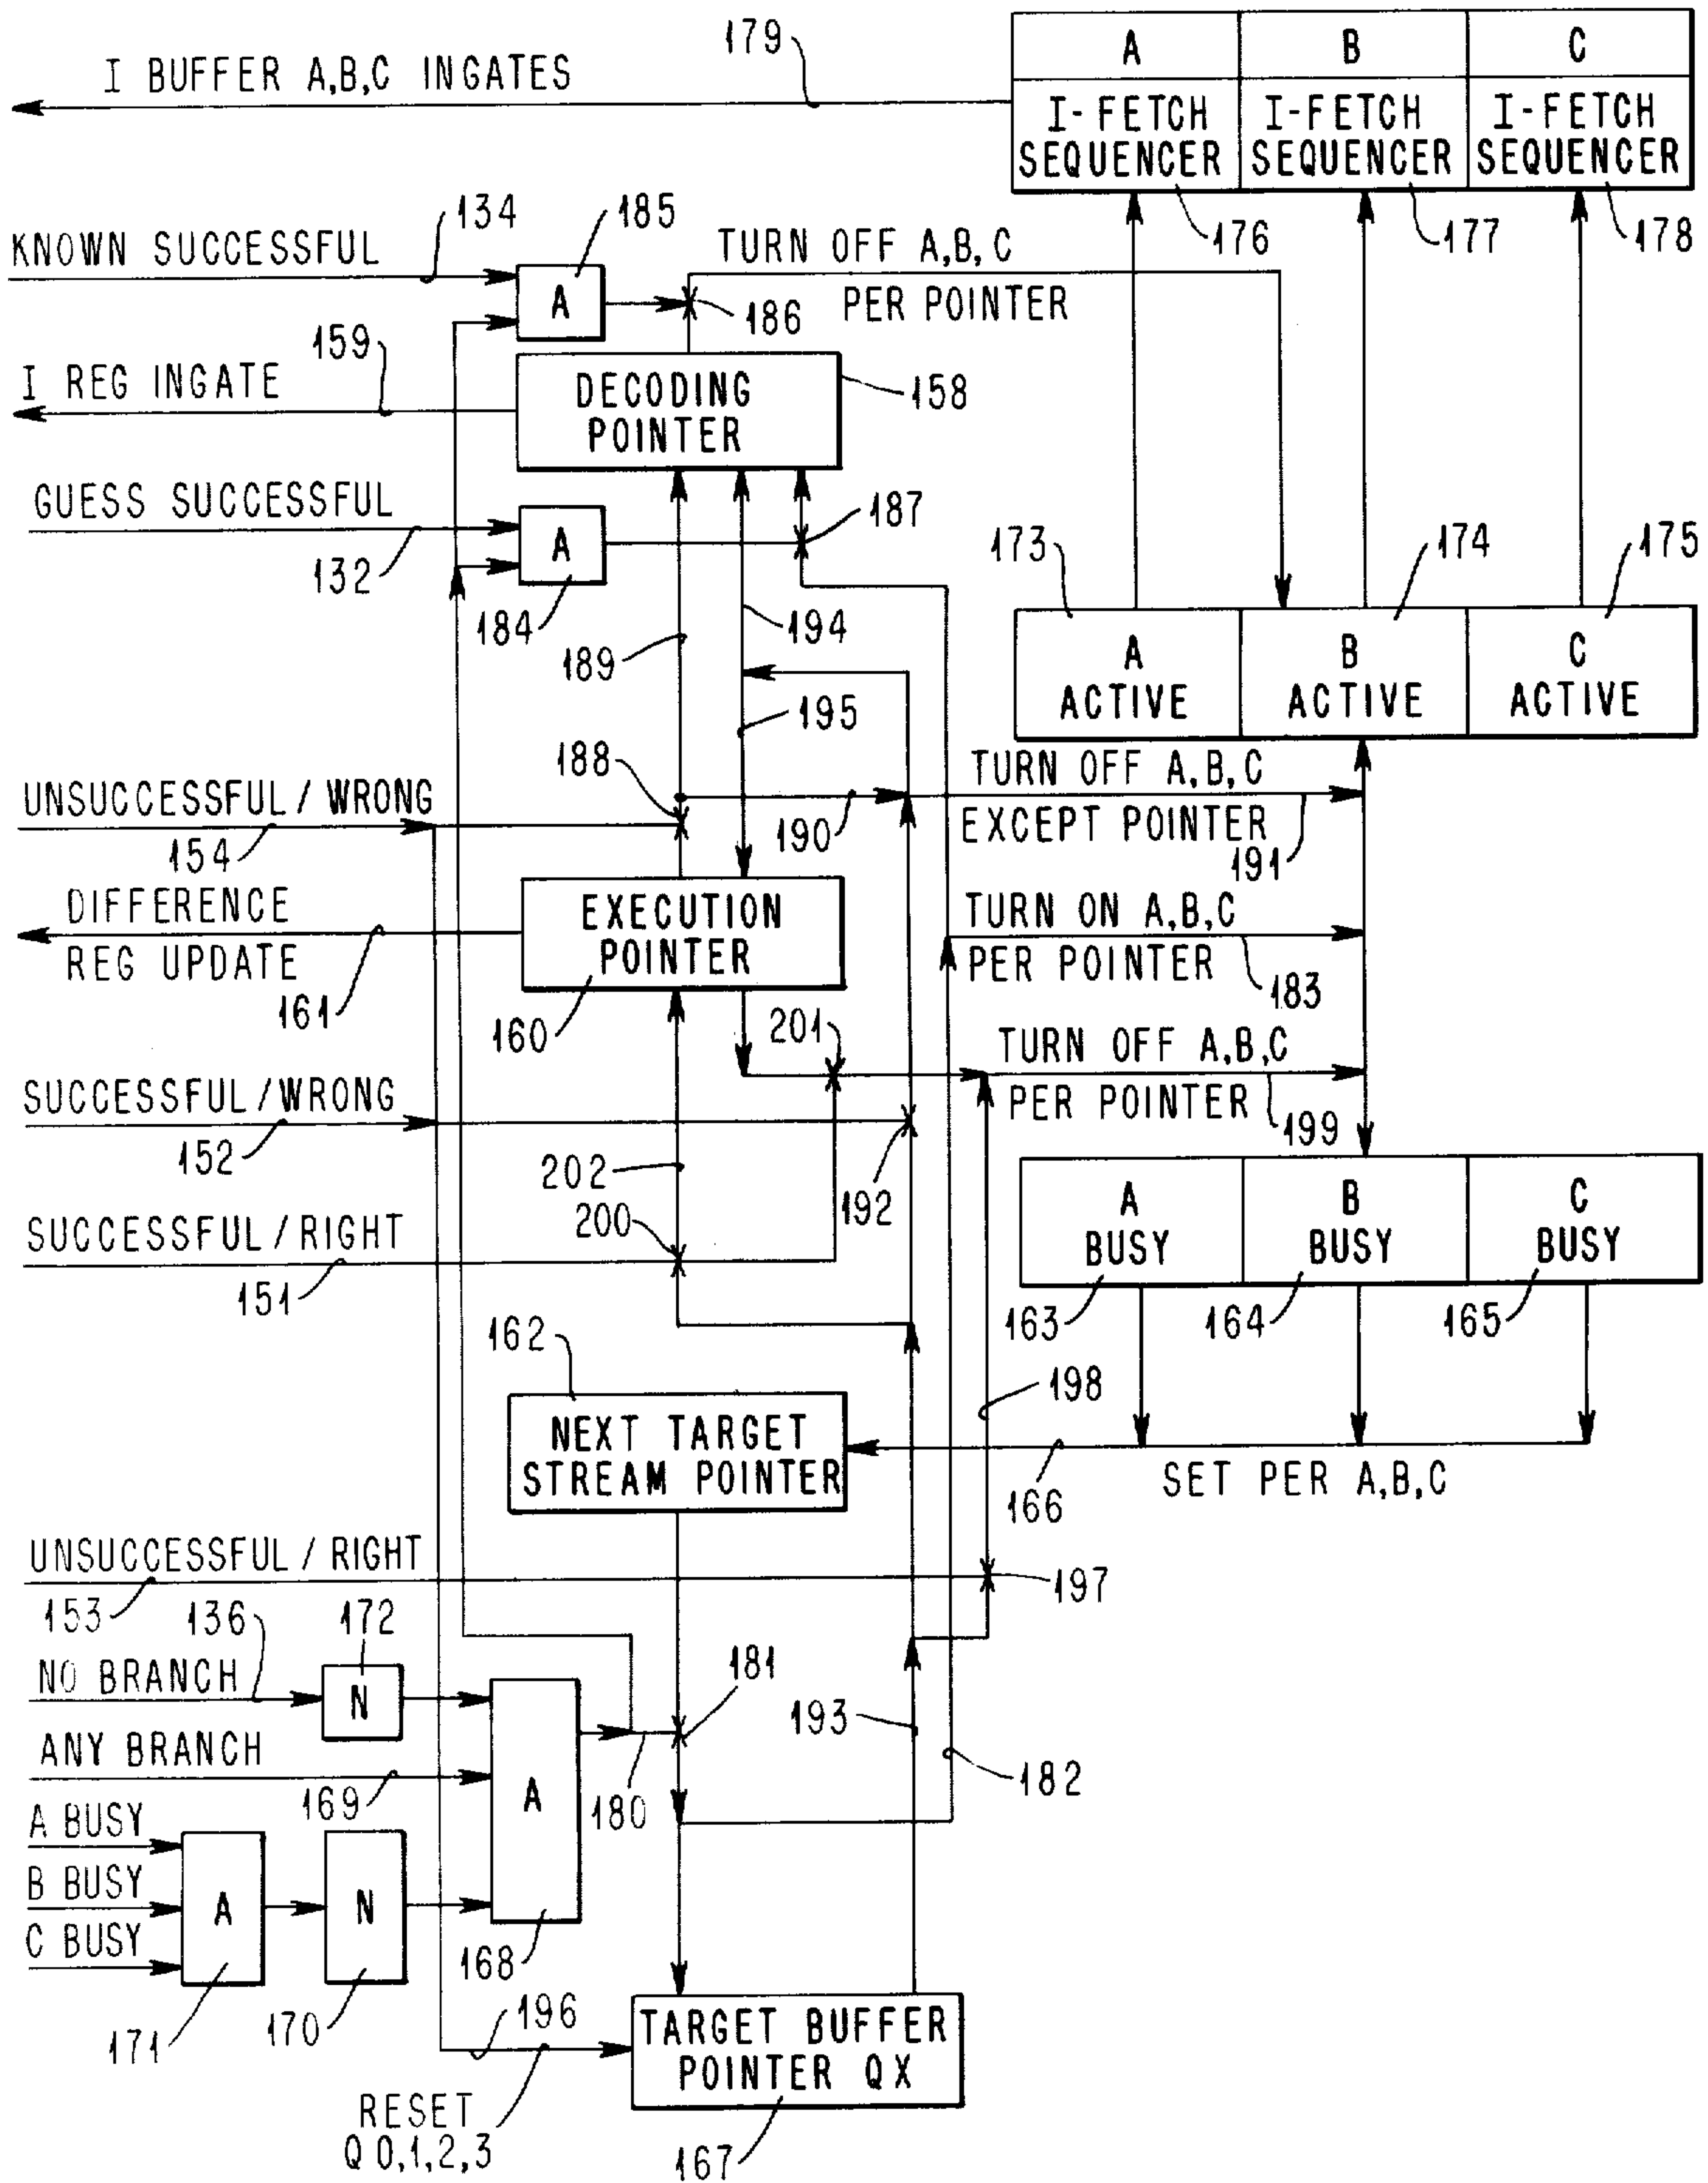 179
A B C
I BUFFER A,B,C INGATES
I-FETCH SEQUENCER
I-FETCH SEQUENCER
I-FETCH SEQUENCER
134
185
KNOWN SUCCESSFUL
A
TURN OFF A,B,C
PER POINTER
176
177
178
186
159
I REG INGATE
DECODING
POINTER
158
GUESS SUCCESSFUL
A
187
132
184
173
174
175
194
189
A
ACTIVE
B
ACTIVE
C
ACTIVE
195
188
UNSUCCESSFUL/WRONG
154
190
TURN OFF A,B,C
EXCEPT POINTER
191
DIFFERENCE
REG UPDATE
161
EXECUTION
POINTER
160
TURN ON A,B,C
PER POINTER
183
201
TURN OFF A,B,C
PER POINTER
199
SUCCESSFUL/WRONG
152
202
192
200
A
BUSY
B
BUSY
C
BUSY
SUCCESSFUL/RIGHT
151
163
164
165
162
198
NEXT TARGET
STREAM POINTER
166
SET PER A,B,C
UNSUCCESSFUL/RIGHT
153
197
136
172
NO BRANCH
N
181
193
ANY BRANCH
169
A
180
182
A BUSY
B BUSY
C BUSY
A
N
168
171
170
196
TARGET BUFFER
POINTER QX
RESET
Q 0,1,2,3
167